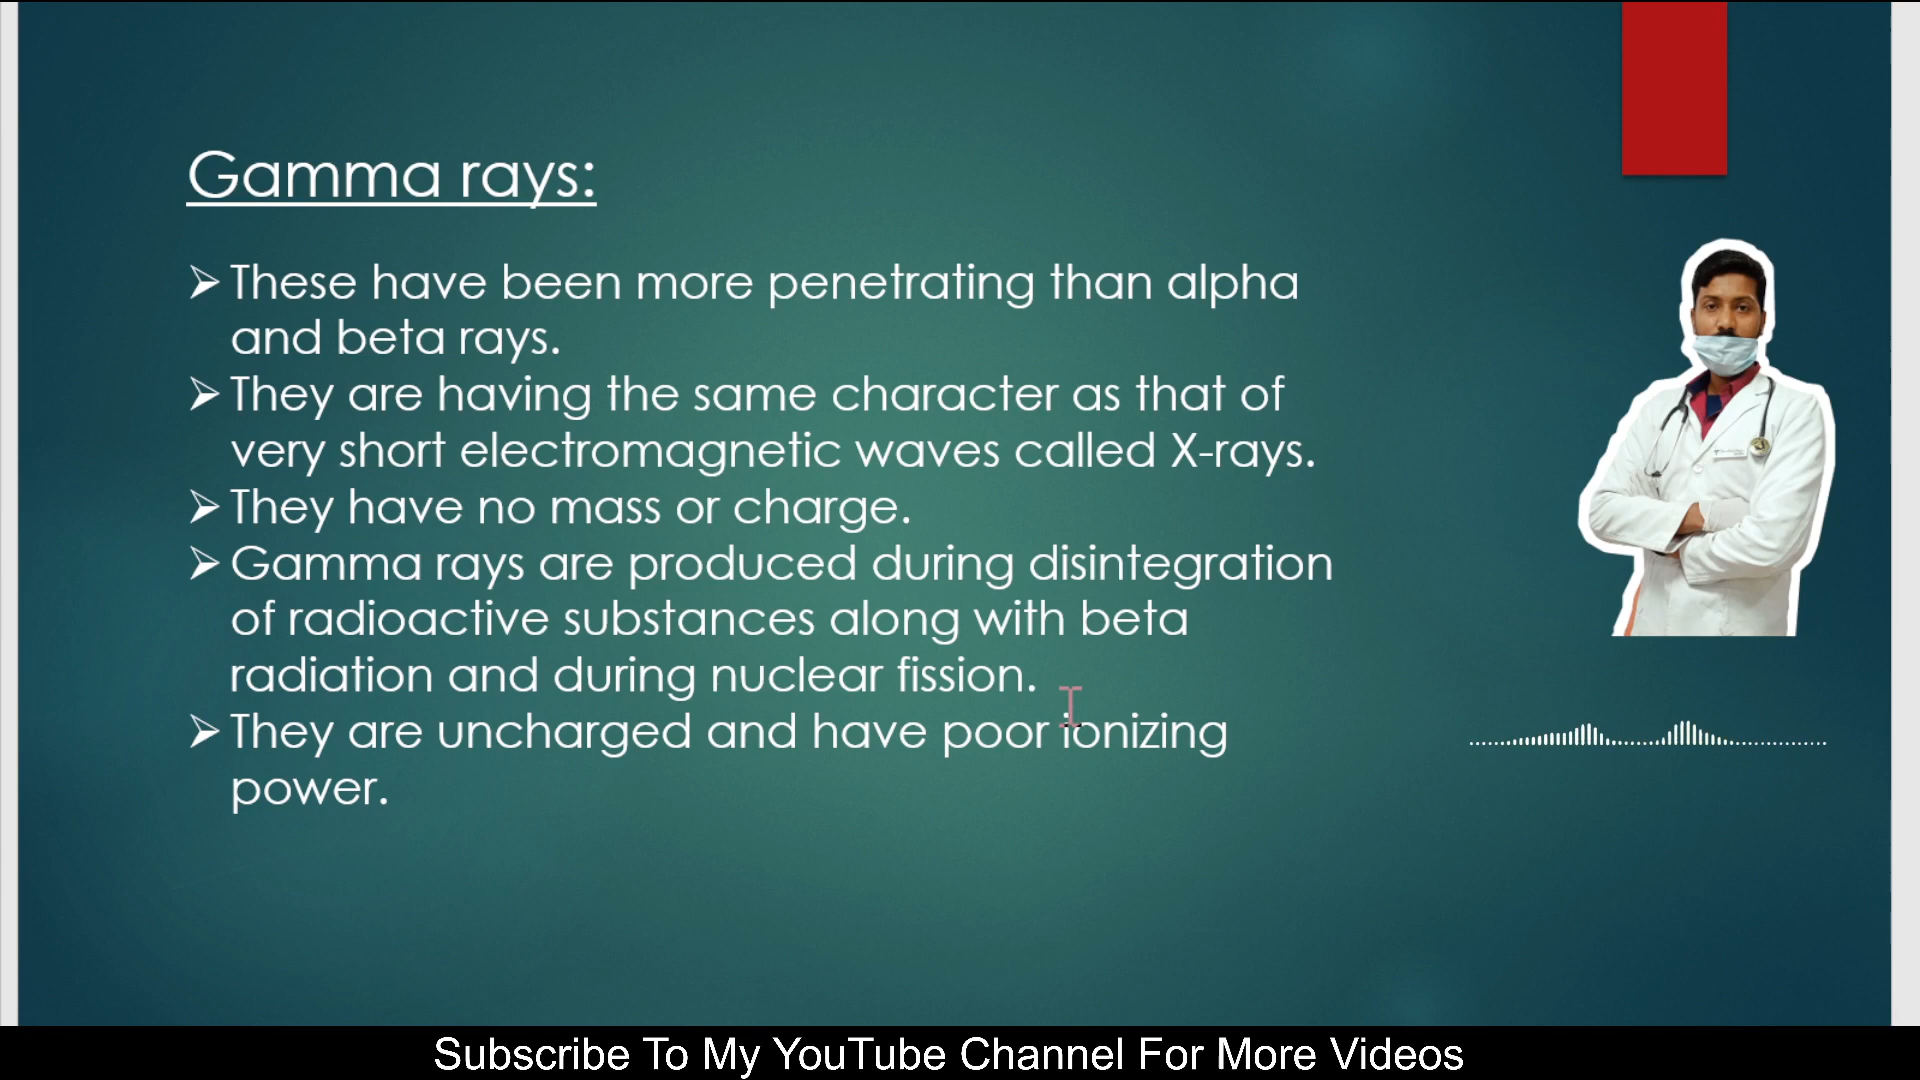 Gamma rays:
➢ These have been more penetrating than alpha
and beta rays.
➢ They are having the same character as that of
very short electromagnetic waves called X-rays.
➢ They have no mass or charge.
➢ Gamma rays are produced during disintegration
of radioactive substances along with beta
radiation and during nuclear fission.
➢ They are uncharged and have poor ionizing
power.
Subscribe To My YouTube Channel For More Videos